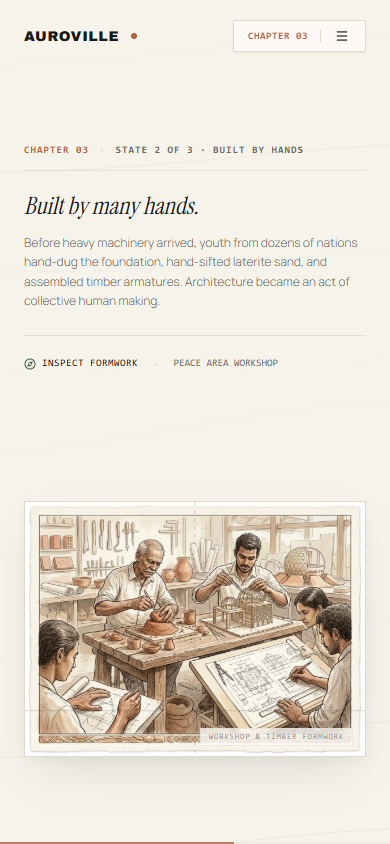 AUROVILLE
CHAPTER 03
CHAPTER 03 · STATE 2 OF 3 · BUILT BY HANDS
Built by many hands.
Before heavy machinery arrived, youth from dozens of nations
hand-dug the foundation, hand-sifted laterite sand, and
assembled timber armatures. Architecture became an act of
collective human making.
INSPECT FORMWORK · PEACE AREA WORKSHOP
WORKSHOP & TIMBER FORMWORK